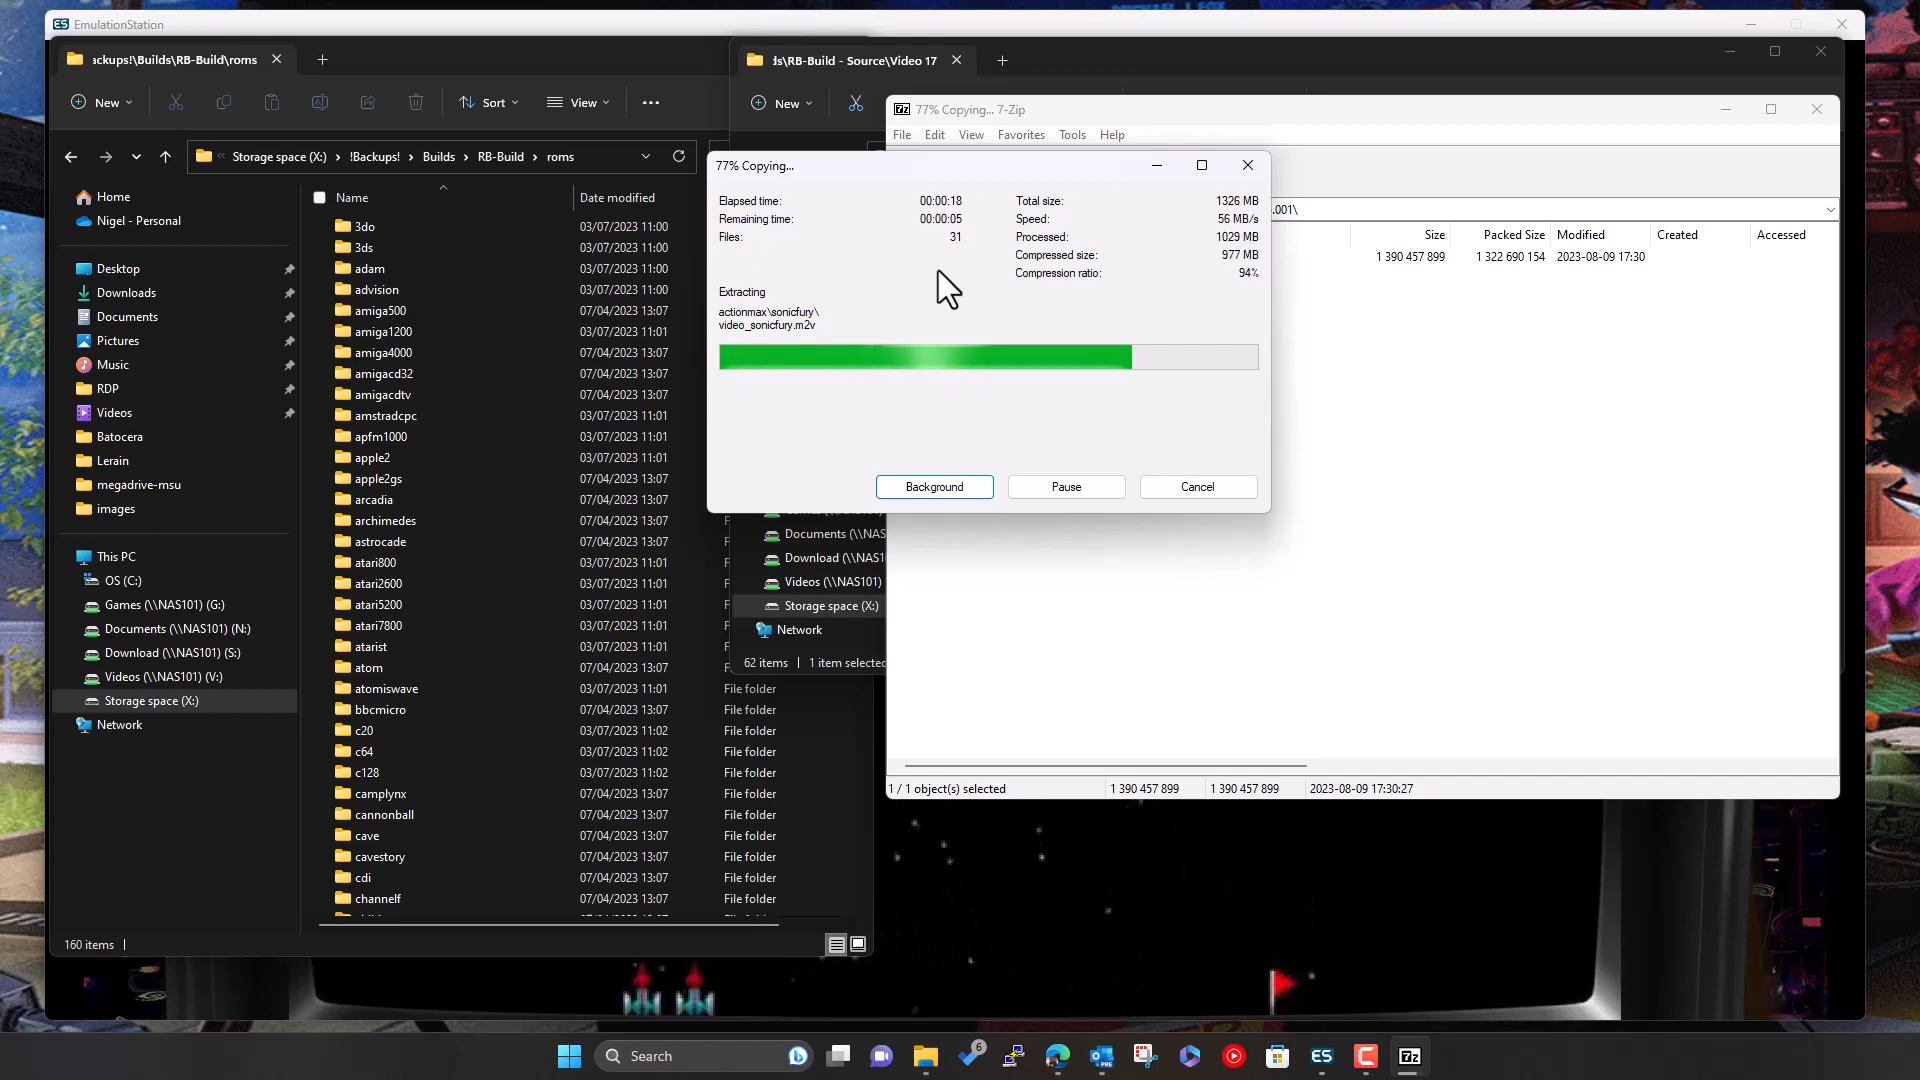 ES EmulationStation
ackups!\Builds\RB-Build\roms
New
Sort
View
Storage space (X:) › !Backups! › Builds › RB-Build › roms
Home
Nigel - Personal
Desktop
Downloads
Documents
Pictures
Music
RDP
Videos
Batocera
Lerain
megadrive-msu
images
This PC
OS (C:)
Games (\\NAS101) (G:)
Documents (\\NAS101) (N:)
Download (\\NAS101) (S:)
Videos (\\NAS101) (V:)
Storage space (X:)
Network
Name Date modified
3do 03/07/2023 11:00
3ds 03/07/2023 11:00
adam 03/07/2023 11:00
advision 03/07/2023 11:00
amiga500 03/07/2023 11:00
amiga1200 03/07/2023 11:01
amiga4000 07/04/2023 13:07
amigacd32 07/04/2023 13:07
amigacdtv 07/04/2023 13:07
amstradcpc 03/07/2023 11:01
apfm1000 03/07/2023 11:01
apple2 03/07/2023 11:01
apple2gs 07/04/2023 13:07
arcadia 07/04/2023 13:07
archimedes 07/04/2023 13:07
astrocade 07/04/2023 13:07
atari800 03/07/2023 11:01
atari2600 03/07/2023 11:01
atari5200 03/07/2023 11:01
atari7800 03/07/2023 11:01
atarist 03/07/2023 11:01
atom 07/04/2023 13:07
atomiswave 03/07/2023 11:01 File folder
bbcmicro 07/04/2023 13:07 File folder
c20 03/07/2023 11:02 File folder
c64 03/07/2023 11:02 File folder
c128 03/07/2023 11:02 File folder
camplynx 07/04/2023 13:07 File folder
cannonball 07/04/2023 13:07 File folder
cave 07/04/2023 13:07 File folder
cavestory 07/04/2023 13:07 File folder
cdi 07/04/2023 13:07 File folder
channelf 07/04/2023 13:07 File folder
160 items
ds\RB-Build - Source\Video 17
New
Documents (\\NAS
Download (\\NAS1
Videos (\\NAS101)
Storage space (X:)
Network
62 items 1 item selected
7z 77% Copying... 7-Zip
File Edit View Favorites Tools Help
.001\
Size Packed Size Modified Created Accessed
1 390 457 899 1 322 690 154 2023-08-09 17:30
1 / 1 object(s) selected 1 390 457 899 1 390 457 899 2023-08-09 17:30:27
77% Copying...
Elapsed time: 00:00:18 Total size: 1326 MB
Remaining time: 00:00:05 Speed: 56 MB/s
Files: 31 Processed: 1029 MB
Compressed size: 977 MB
Compression ratio: 94%
Extracting
actionmax\sonicfury\
video_sonicfury.m2v
Background Pause Cancel
Search
6
PRE
ES
7z